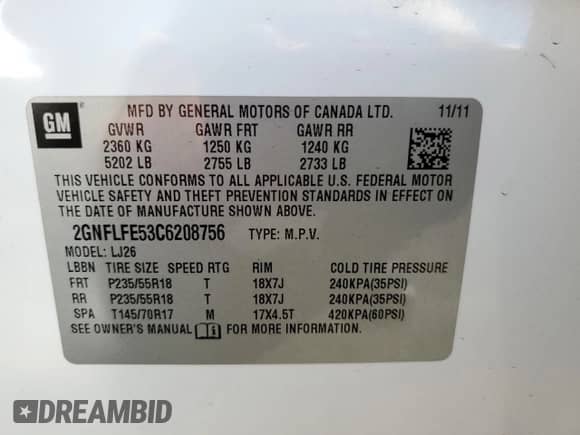 GM ®
MFD BY GENERAL MOTORS OF CANADA LTD. 11/11
GVWR GAWR FRT GAWR RR
2360 KG 1250 KG 1240 KG
5202 LB 2755 LB 2733 LB
THIS VEHICLE CONFORMS TO ALL APPLICABLE U.S. FEDERAL MOTOR
VEHICLE SAFETY AND THEFT PREVENTION STANDARDS IN EFFECT ON
THE DATE OF MANUFACTURE SHOWN ABOVE.
2GNFLFE53C6208756 TYPE: M.P.V.
MODEL: LJ26
LBBN TIRE SIZE SPEED RTG RIM COLD TIRE PRESSURE
FRT P235/55R18 T 18X7J 240KPA(35PSI)
RR P235/55R18 T 18X7J 240KPA(35PSI)
SPA T145/70R17 M 17X4.5T 420KPA(60PSI)
SEE OWNER'S MANUAL FOR MORE INFORMATION.
DREAMBID